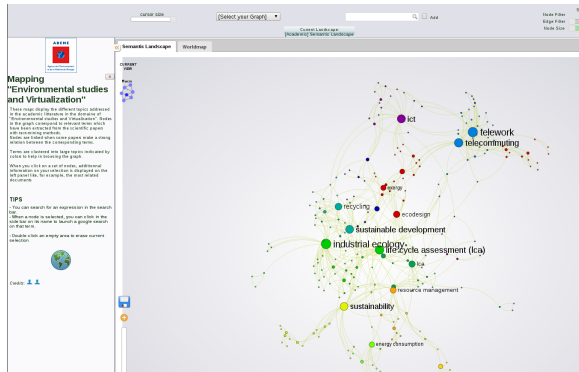 cursor size
[Select your Graph]
Add
Node Filter
Edge Filter
Node Size
Current Landscape
[Academic] Semantic Landscape
Semantic Landscape
Worldmap
ADEME
CURRENT
VIEW
Mapping
"Environmental studies
and Virtualization"
These maps display the different topics addressed
in the academic litterature in the domains of
"Environmental studies and Virtualisation". Nodes
in the graph correspond to relevant terms which
have been extracted from the scientific papers
with text-mining methods.
Nodes are linked when some papers make a strong
relation between the corresponding terms.
Terms are clustered into large topics indicated by
colors to help in browsing the graph.
When you click on a set of nodes, additional
information on your selection is displayed on the
left panel like, for example, the most related
documents.
TIPS
- You can search for an expression in the search
bar
- When a node is selected, you can click in the
side bar on its name to launch a google search
on that term.
- Double click an empty area to erase current
selection
Credits:
ict
telework
telecommuting
energy
recycling
ecodesign
sustainable development
industrial ecology
life cycle assessment (lca)
lca
resource management
sustainability
energy consumption